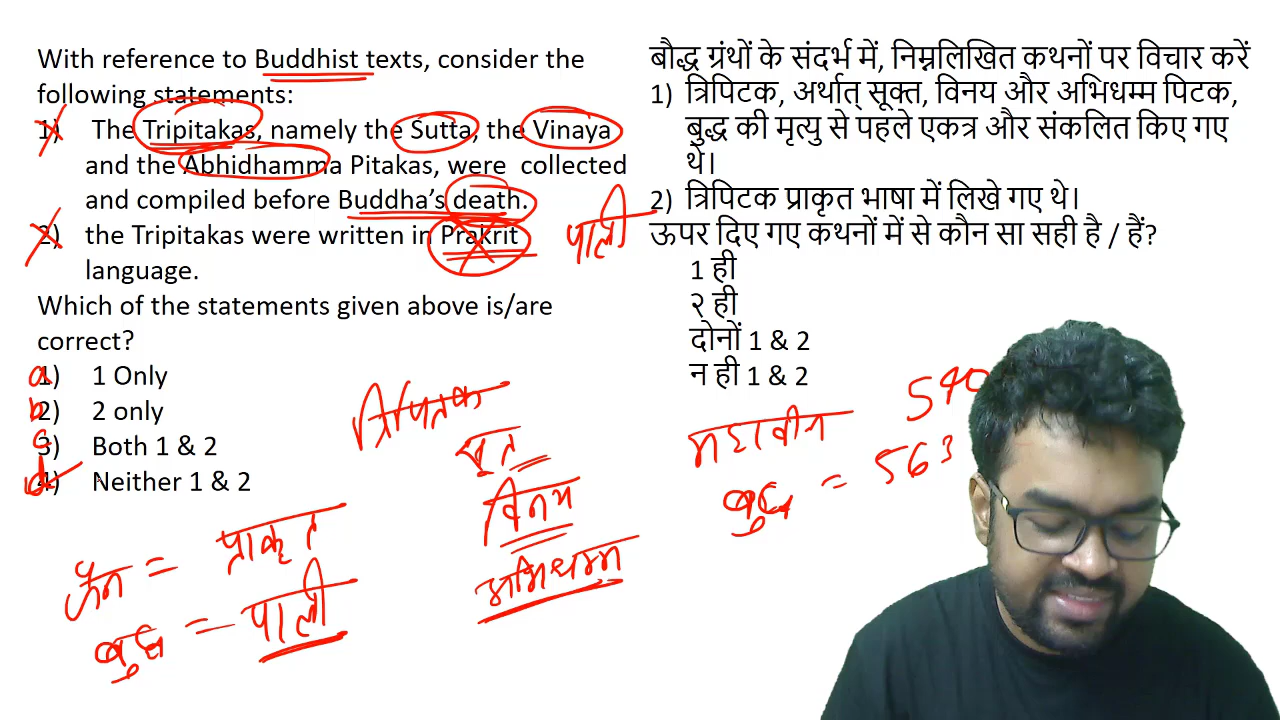 With reference to Buddhist texts, consider the
following statements:
1) The Tripitakas, namely the Sutta, the Vinaya
and the Abhidhamma Pitakas, were collected
and compiled before Buddha's death.
2) the Tripitakas were written in Prakrit
language.
पाली
Which of the statements given above is/are
correct?
a 1) 1 Only
b 2) 2 only
c 3) Both 1 & 2
d 4) Neither 1 & 2
बौद्ध ग्रंथों के संदर्भ में, निम्नलिखित कथनों पर विचार करें
1) त्रिपिटक, अर्थात् सूक्त, विनय और अभिधम्म पिटक,
बुद्ध की मृत्यु से पहले एकत्र और संकलित किए गए
थे।
2) त्रिपिटक प्राकृत भाषा में लिखे गए थे।
ऊपर दिए गए कथनों में से कौन सा सही है / हैं?
1 ही
२ ही
दोनों 1 & 2
न ही 1 & 2
त्रिपितक
सूत
विनय
अभिधम्म
जैन = प्राकृत
बुद्ध = पाली
महावीर 540
बुद्ध = 563